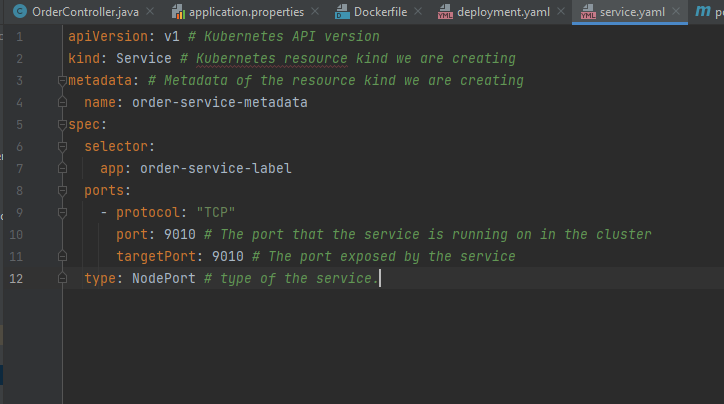 OrderController.java × application.properties × Dockerfile × deployment.yaml × service.yaml ×
1 apiVersion: v1 # Kubernetes API version
2 kind: Service # Kubernetes resource kind we are creating
3 metadata: # Metadata of the resource kind we are creating
4   name: order-service-metadata
5 spec:
6   selector:
7     app: order-service-label
8   ports:
9     - protocol: "TCP"
10       port: 9010 # The port that the service is running on in the cluster
11       targetPort: 9010 # The port exposed by the service
12   type: NodePort # type of the service.